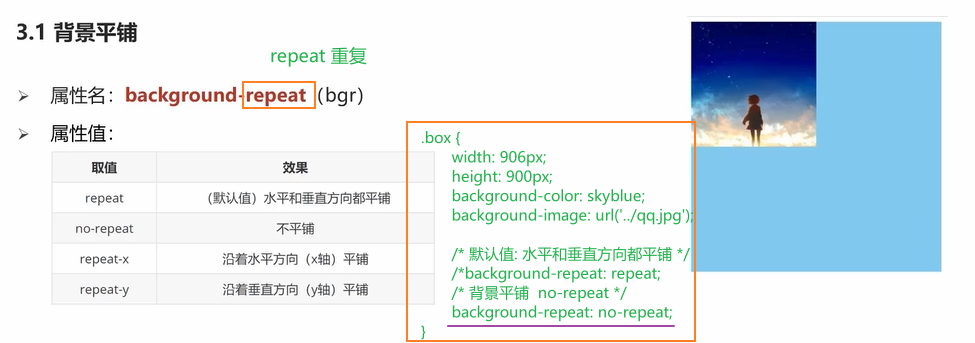 3.1 背景平铺
repeat 重复
属性名：background-repeat（bgr）
属性值：
取值 效果
repeat （默认值）水平和垂直方向都平铺
no-repeat 不平铺
repeat-x 沿着水平方向（x轴）平铺
repeat-y 沿着垂直方向（y轴）平铺
.box {
width: 906px;
height: 900px;
background-color: skyblue;
background-image: url('../qq.jpg');
/* 默认值: 水平和垂直方向都平铺 */
/*background-repeat: repeat;
/* 背景平铺 no-repeat */
background-repeat: no-repeat;
}